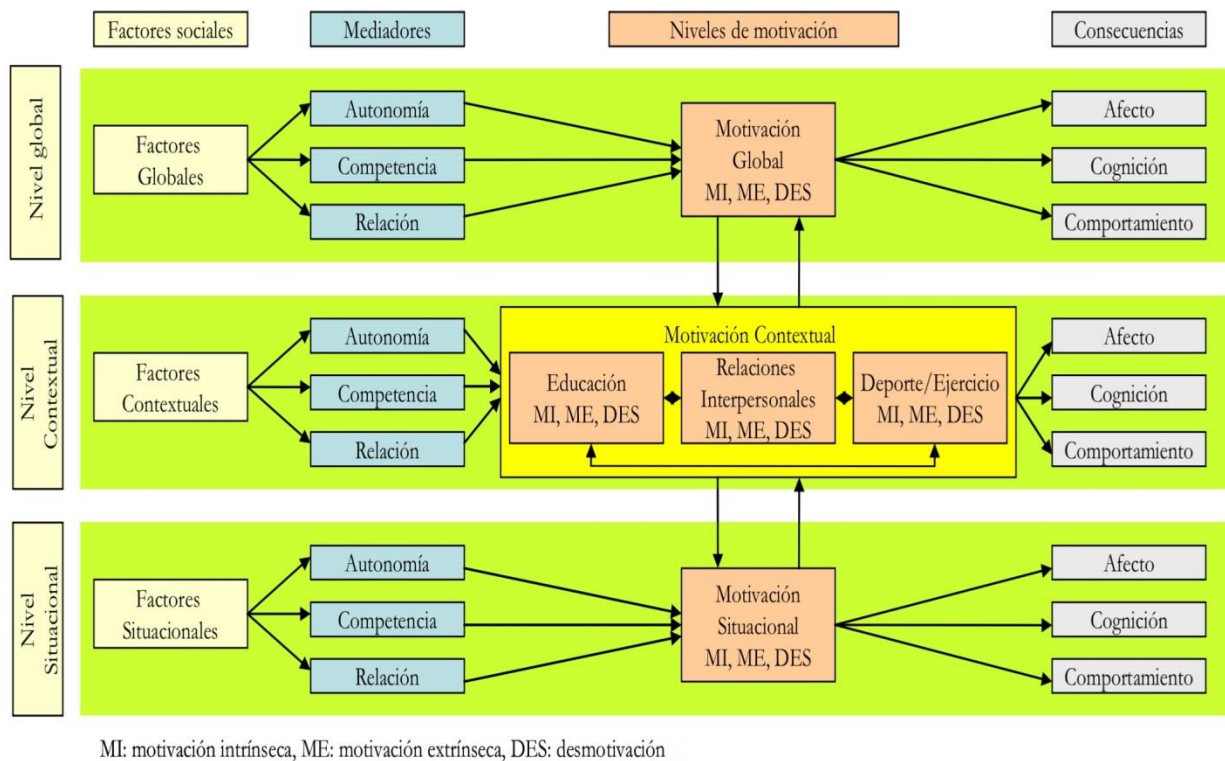 Factores sociales
Mediadores
Niveles de motivación
Consecuencias
Nivel global
Factores
Globales
Autonomía
Competencia
Relación
Motivación
Global
MI, ME, DES
Afecto
Cognición
Comportamiento
Nivel
Contextual
Factores
Contextuales
Autonomía
Competencia
Relación
Motivación Contextual
Educación
MI, ME, DES
Relaciones
Interpersonales
MI, ME, DES
Deporte/Ejercicio
MI, ME, DES
Afecto
Cognición
Comportamiento
Nivel
Situacional
Factores
Situacionales
Autonomía
Competencia
Relación
Motivación
Situacional
MI, ME, DES
Afecto
Cognición
Comportamiento
MI: motivación intrínseca, ME: motivación extrínseca, DES: desmotivación